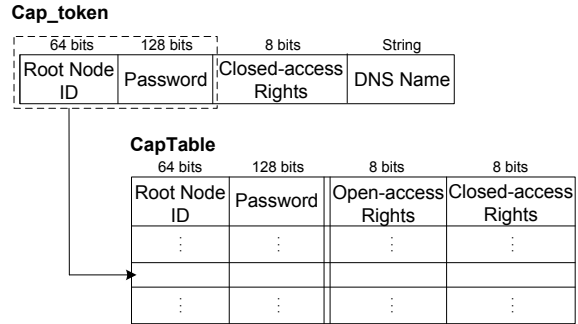 Cap_token
64 bits 128 bits 8 bits String
Root Node ID Password Closed-access Rights DNS Name
CapTable
64 bits 128 bits 8 bits 8 bits
Root Node ID Password Open-access Rights Closed-access Rights